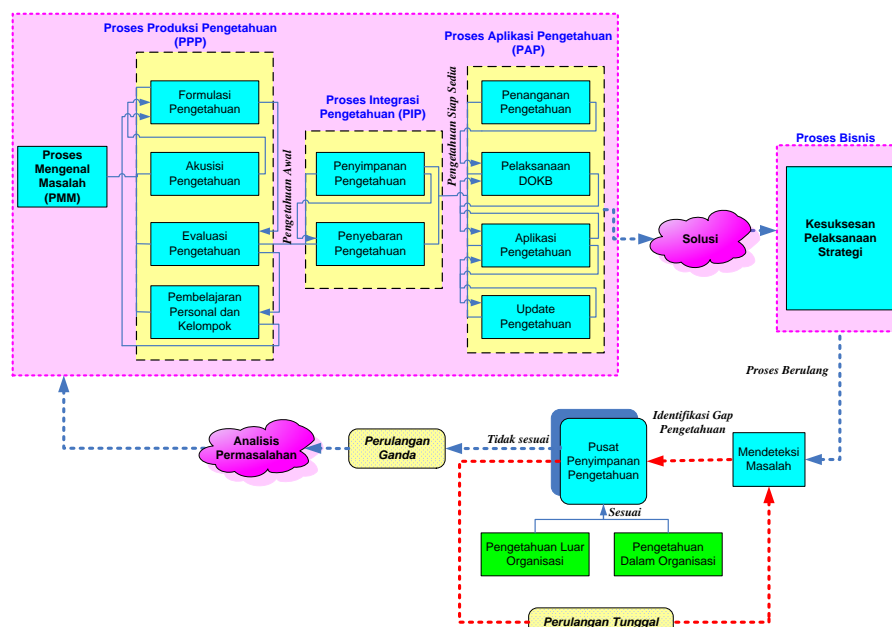 Proses Produksi Pengetahuan
(PPP)
Formulasi
Pengetahuan
Akusisi
Pengetahuan
Evaluasi
Pengetahuan
Pembelajaran
Personal dan
Kelompok
Proses
Mengenal
Masalah
(PMM)
Pengetahuan Awal
Proses Integrasi
Pengetahuan (PIP)
Penyimpanan
Pengetahuan
Penyebaran
Pengetahuan
Pengetahuan Siap Sedia
Proses Aplikasi Pengetahuan
(PAP)
Penanganan
Pengetahuan
Pelaksanaan
DOKB
Aplikasi
Pengetahuan
Update
Pengetahuan
Solusi
Proses Bisnis
Kesuksesan
Pelaksanaan
Strategi
Proses Berulang
Mendeteksi
Masalah
Identifikasi Gap
Pengetahuan
Pusat
Penyimpanan
Pengetahuan
Tidak sesuai
Perulangan
Ganda
Analisis
Permasalahan
Sesuai
Pengetahuan Luar
Organisasi
Pengetahuan
Dalam Organisasi
Perulangan Tunggal